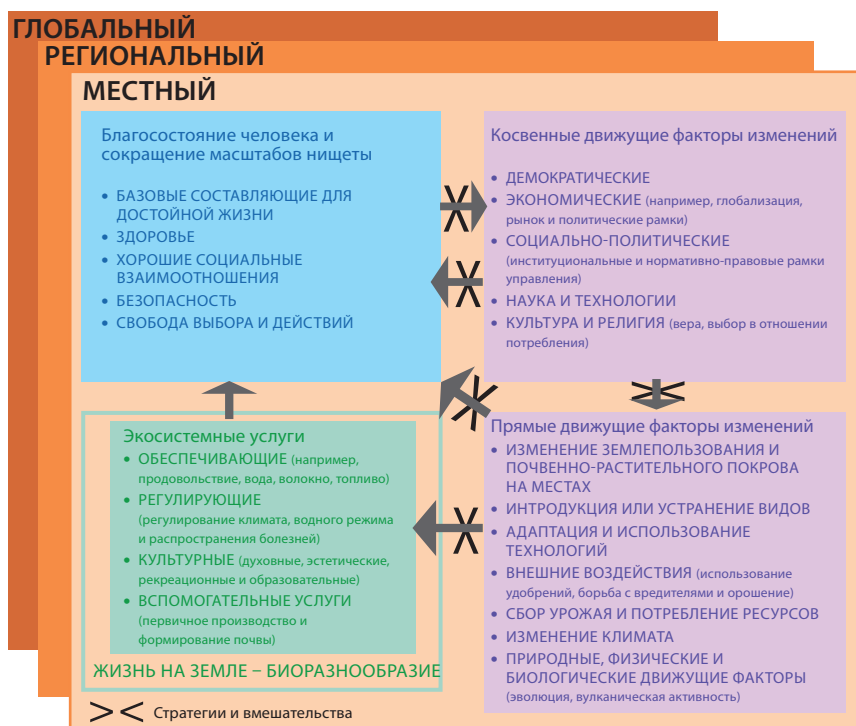 ГЛОБАЛЬНЫЙ
РЕГИОНАЛЬНЫЙ
МЕСТНЫЙ
Благосостояние человека и
сокращение масштабов нищеты
• БАЗОВЫЕ СОСТАВЛЯЮЩИЕ ДЛЯ
ДОСТОЙНОЙ ЖИЗНИ
• ЗДОРОВЬЕ
• ХОРОШИЕ СОЦИАЛЬНЫЕ
ВЗАИМООТНОШЕНИЯ
• БЕЗОПАСНОСТЬ
• СВОБОДА ВЫБОРА И ДЕЙСТВИЙ
Косвенные движущие факторы изменений
• ДЕМОКРАТИЧЕСКИЕ
• ЭКОНОМИЧЕСКИЕ (например, глобализация,
рынок и политические рамки)
• СОЦИАЛЬНО-ПОЛИТИЧЕСКИЕ
(институциональные и нормативно-правовые рамки
управления)
• НАУКА И ТЕХНОЛОГИИ
• КУЛЬТУРА И РЕЛИГИЯ (вера, выбор в отношении
потребления)
Экосистемные услуги
• ОБЕСПЕЧИВАЮЩИЕ (например,
продовольствие, вода, волокно, топливо)
• РЕГУЛИРУЮЩИЕ
(регулирование климата, водного режима
и распространения болезней)
• КУЛЬТУРНЫЕ (духовные, эстетические,
рекреационные и образовательные)
• ВСПОМОГАТЕЛЬНЫЕ УСЛУГИ
(первичное производство и
формирование почвы)
ЖИЗНЬ НА ЗЕМЛЕ – БИОРАЗНООБРАЗИЕ
Прямые движущие факторы изменений
• ИЗМЕНЕНИЕ ЗЕМЛЕПОЛЬЗОВАНИЯ И
ПОЧВЕННО-РАСТИТЕЛЬНОГО ПОКРОВА
НА МЕСТАХ
• ИНТРОДУКЦИЯ ИЛИ УСТРАНЕНИЕ ВИДОВ
• АДАПТАЦИЯ И ИСПОЛЬЗОВАНИЕ
ТЕХНОЛОГИЙ
• ВНЕШНИЕ ВОЗДЕЙСТВИЯ (использование
удобрений, борьба с вредителями и орошение)
• СБОР УРОЖАЯ И ПОТРЕБЛЕНИЕ РЕСУРСОВ
• ИЗМЕНЕНИЕ КЛИМАТА
• ПРИРОДНЫЕ, ФИЗИЧЕСКИЕ И
БИОЛОГИЧЕСКИЕ ДВИЖУЩИЕ ФАКТОРЫ
(эволюция, вулканическая активность)
Стратегии и вмешательства